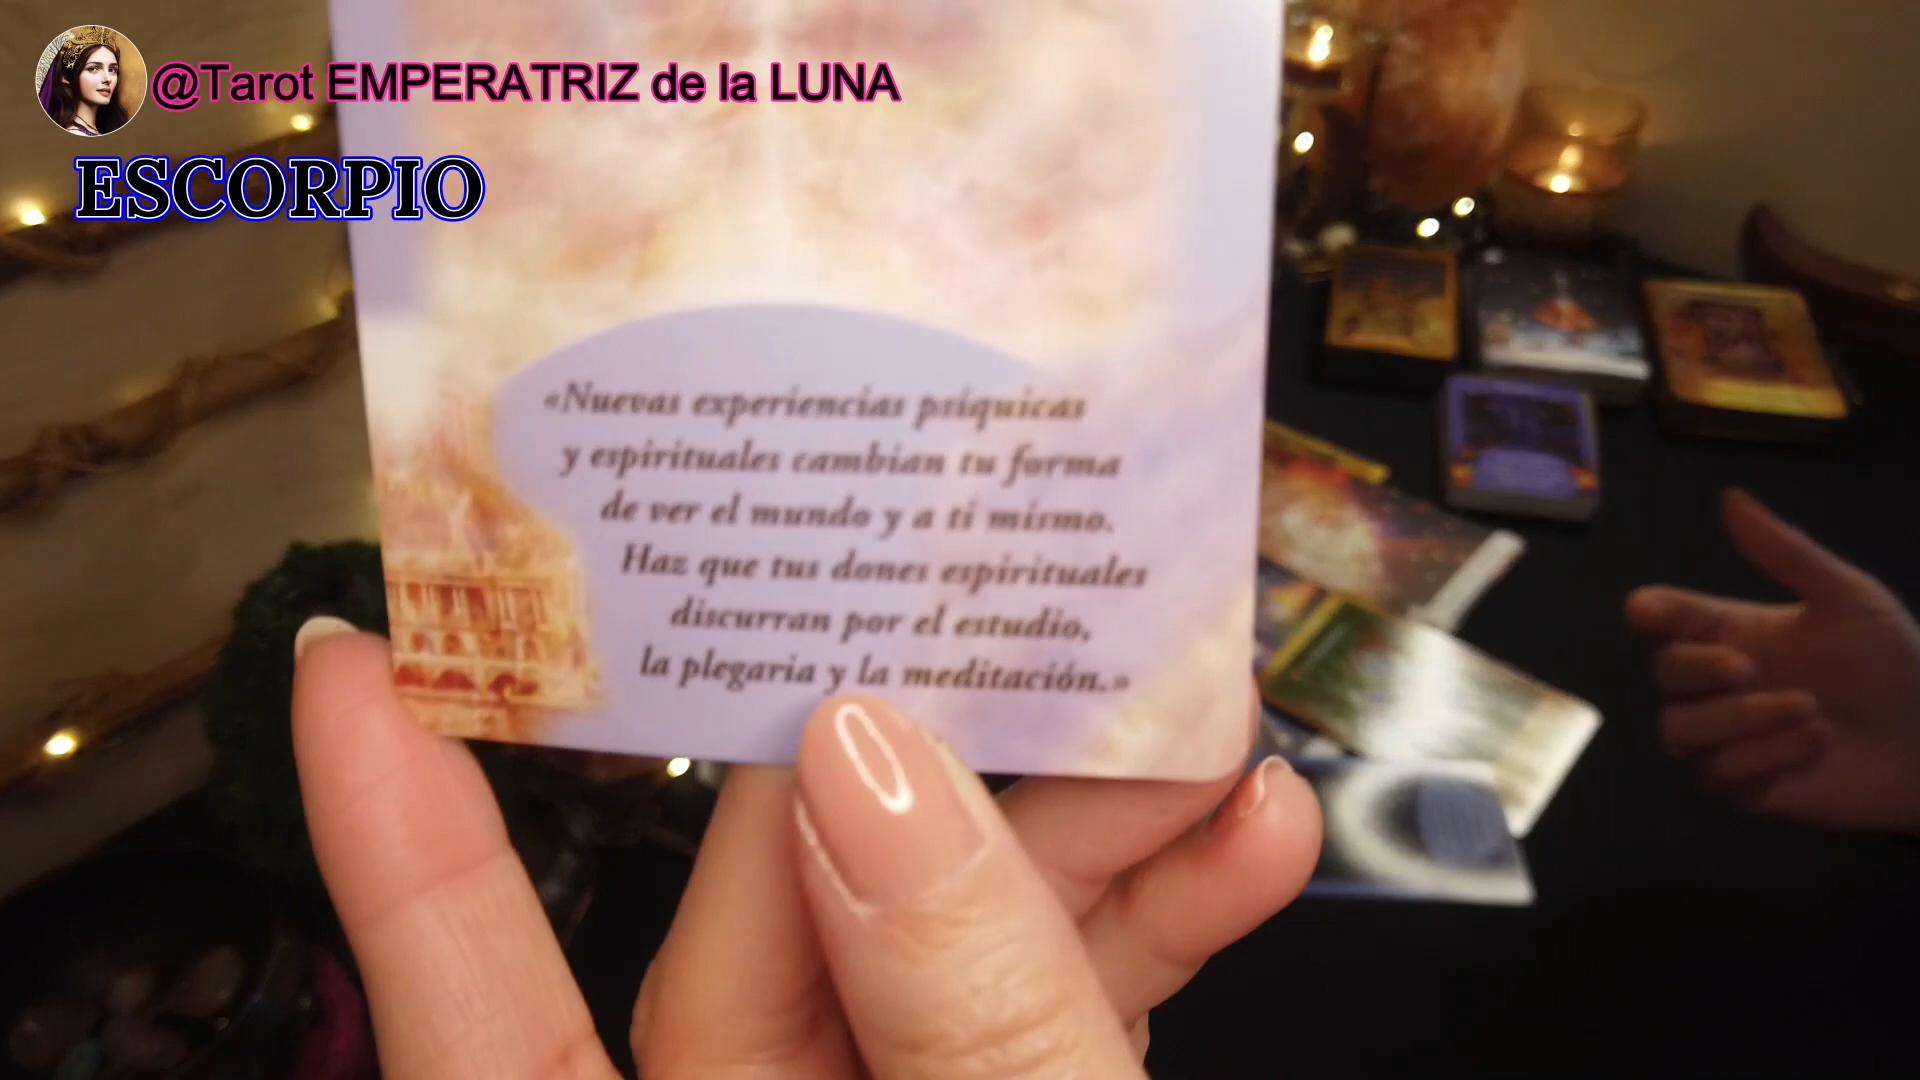 @Tarot EMPERATRIZ de la LUNA
ESCORPIO
«Nuevas experiencias psíquicas
y espirituales cambian tu forma
de ver el mundo y a ti mismo.
Haz que tus dones espirituales
discurran por el estudio,
la plegaria y la meditación.»